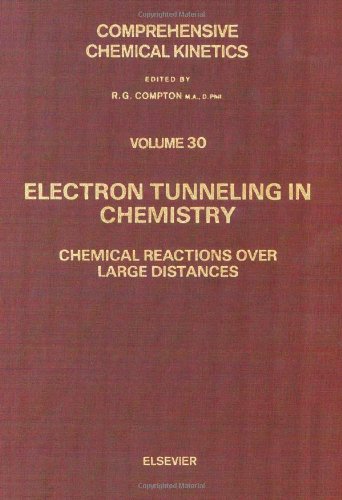 COMPREHENSIVE
CHEMICAL KINETICS
EDITED BY
R. G. COMPTON M.A., D.Phil
VOLUME 30
ELECTRON TUNNELING IN
CHEMISTRY
CHEMICAL REACTIONS OVER
LARGE DISTANCES
ELSEVIER